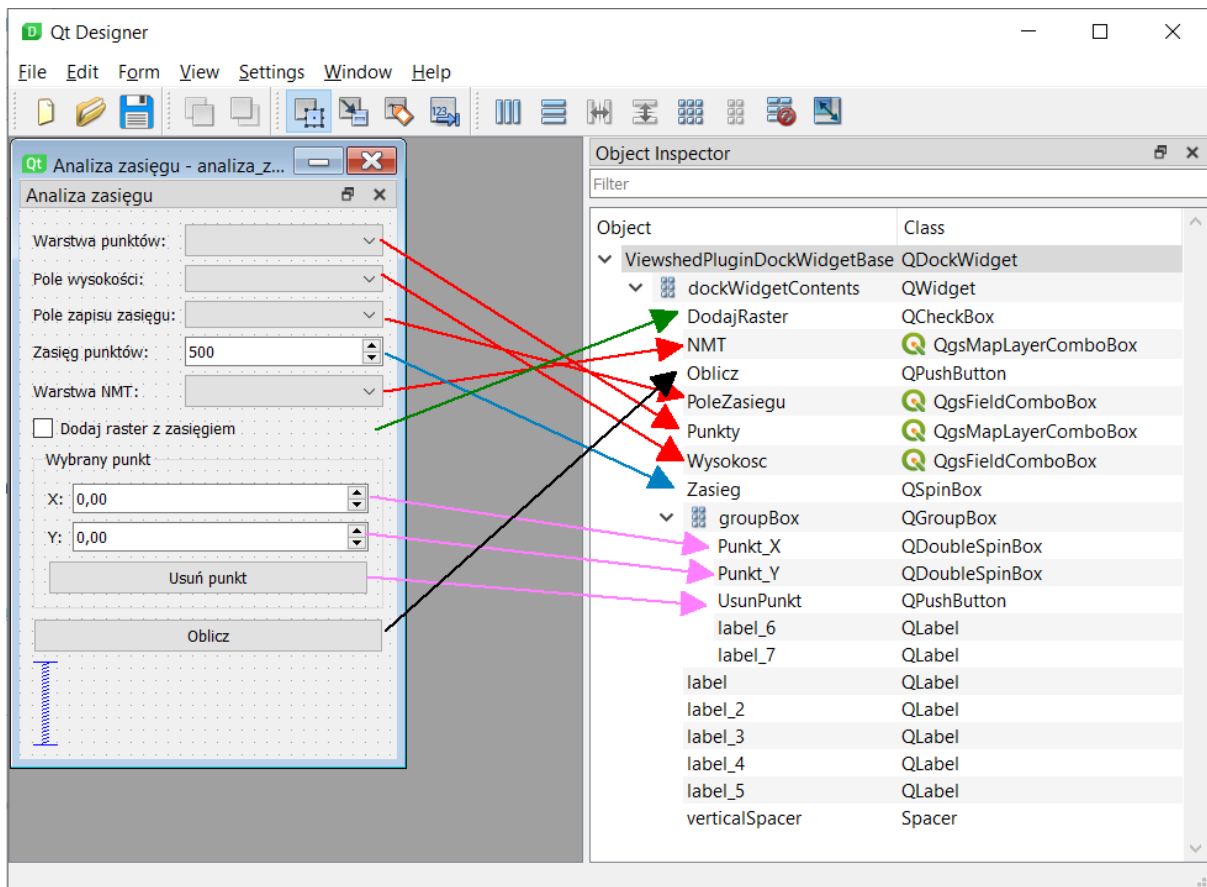 Qt Designer
File Edit Form View Settings Window Help
Qt Analiza zasięgu - analiza_z...
Analiza zasięgu
Warstwa punktów:
Pole wysokości:
Pole zapisu zasięgu:
Zasięg punktów: 500
Warstwa NMT:
Dodaj raster z zasięgiem
Wybrany punkt
X: 0,00
Y: 0,00
Usuń punkt
Oblicz
Object Inspector
Filter
Object Class
ViewshedPluginDockWidgetBase QDockWidget
dockWidgetContents QWidget
DodajRaster QCheckBox
NMT QgsMapLayerComboBox
Oblicz QPushButton
PoleZasiegu QgsFieldComboBox
Punkty QgsMapLayerComboBox
Wysokosc QgsFieldComboBox
Zasieg QSpinBox
groupBox QGroupBox
Punkt_X QDoubleSpinBox
Punkt_Y QDoubleSpinBox
UsunPunkt QPushButton
label_6 QLabel
label_7 QLabel
label QLabel
label_2 QLabel
label_3 QLabel
label_4 QLabel
label_5 QLabel
verticalSpacer Spacer